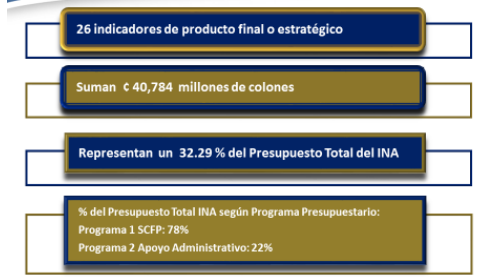 26 indicadores de producto final o estratégico
Suman ¢ 40,784 millones de colones
Representan un 32.29 % del Presupuesto Total del INA
% del Presupuesto Total INA según Programa Presupuestario:
Programa 1 SCFP: 78%
Programa 2 Apoyo Administrativo: 22%